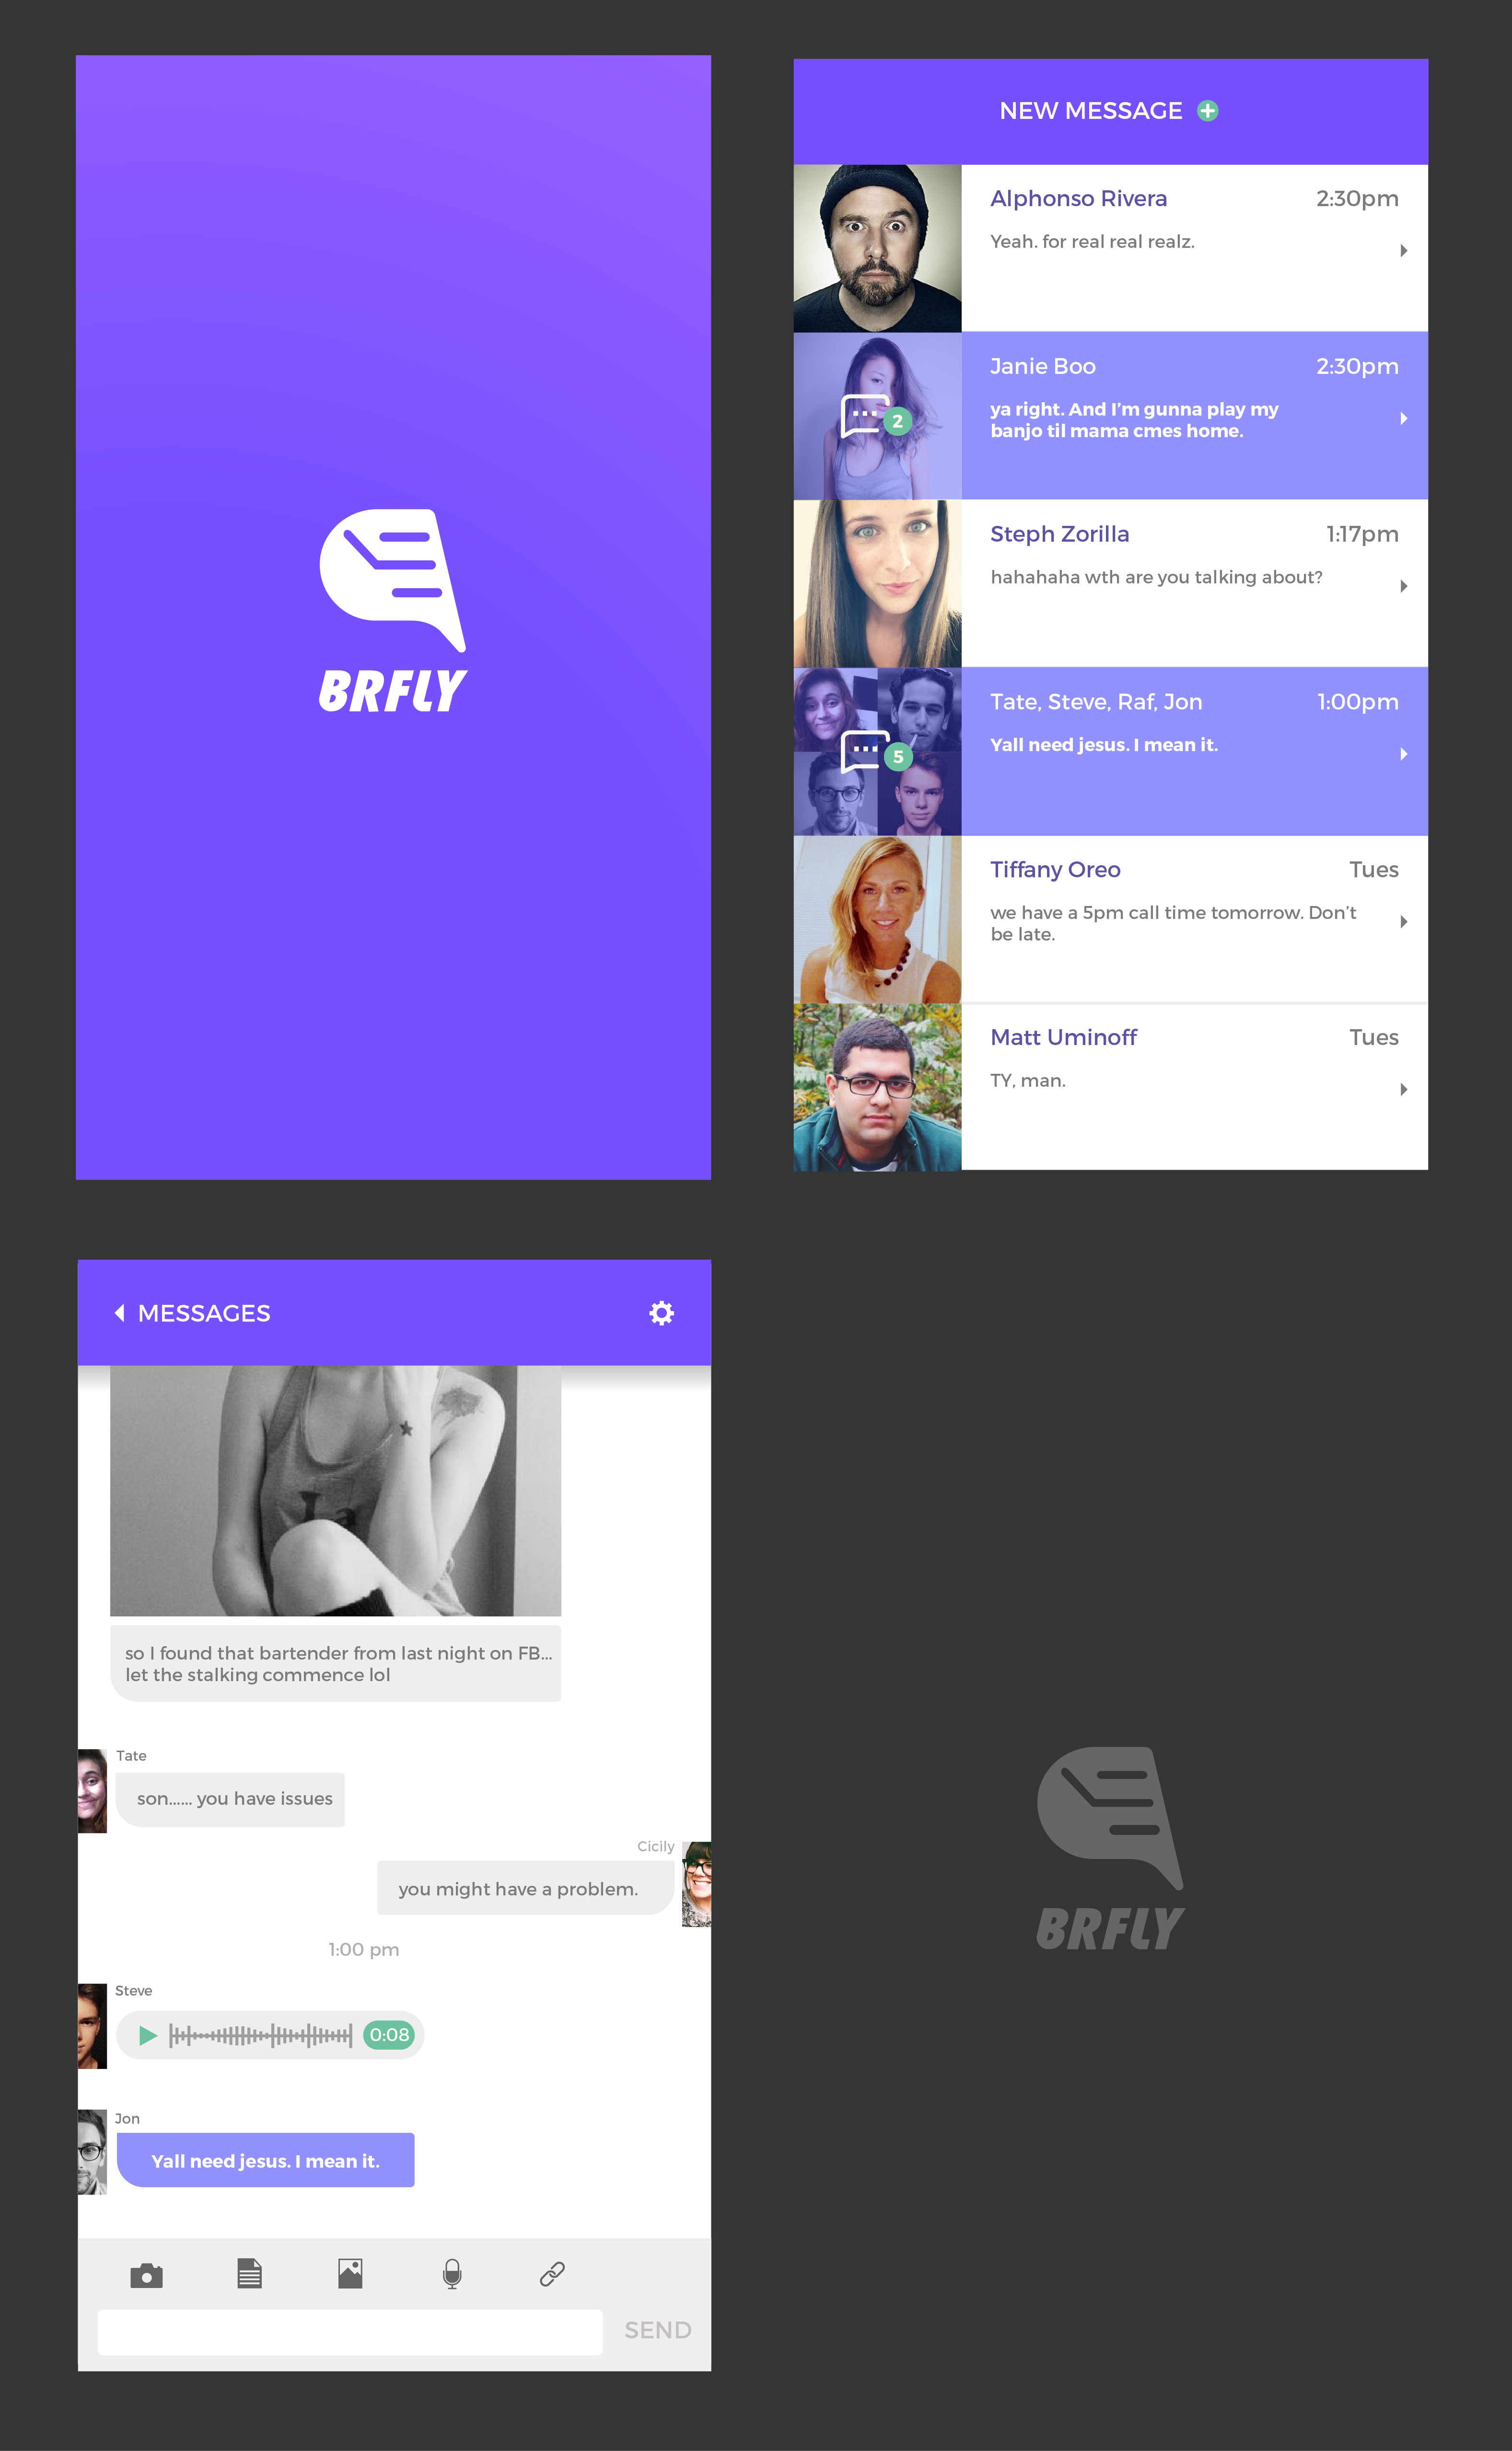 BRFLY
NEW MESSAGE
Alphonso Rivera
2:30pm
Yeah. for real real realz.
2
Janie Boo
2:30pm
ya right. And I'm gunna play my
banjo til mama cmes home.
Steph Zorilla
1:17pm
hahahaha wth are you talking about?
5
Tate, Steve, Raf, Jon
1:00pm
Yall need jesus. I mean it.
Tiffany Oreo
Tues
we have a 5pm call time tomorrow. Don't
be late.
Matt Uminoff
Tues
TY, man.
MESSAGES
so I found that bartender from last night on FB...
let the stalking commence lol
Tate
son...... you have issues
Cicily
you might have a problem.
1:00 pm
Steve
0:08
Jon
Yall need jesus. I mean it.
SEND
BRFLY